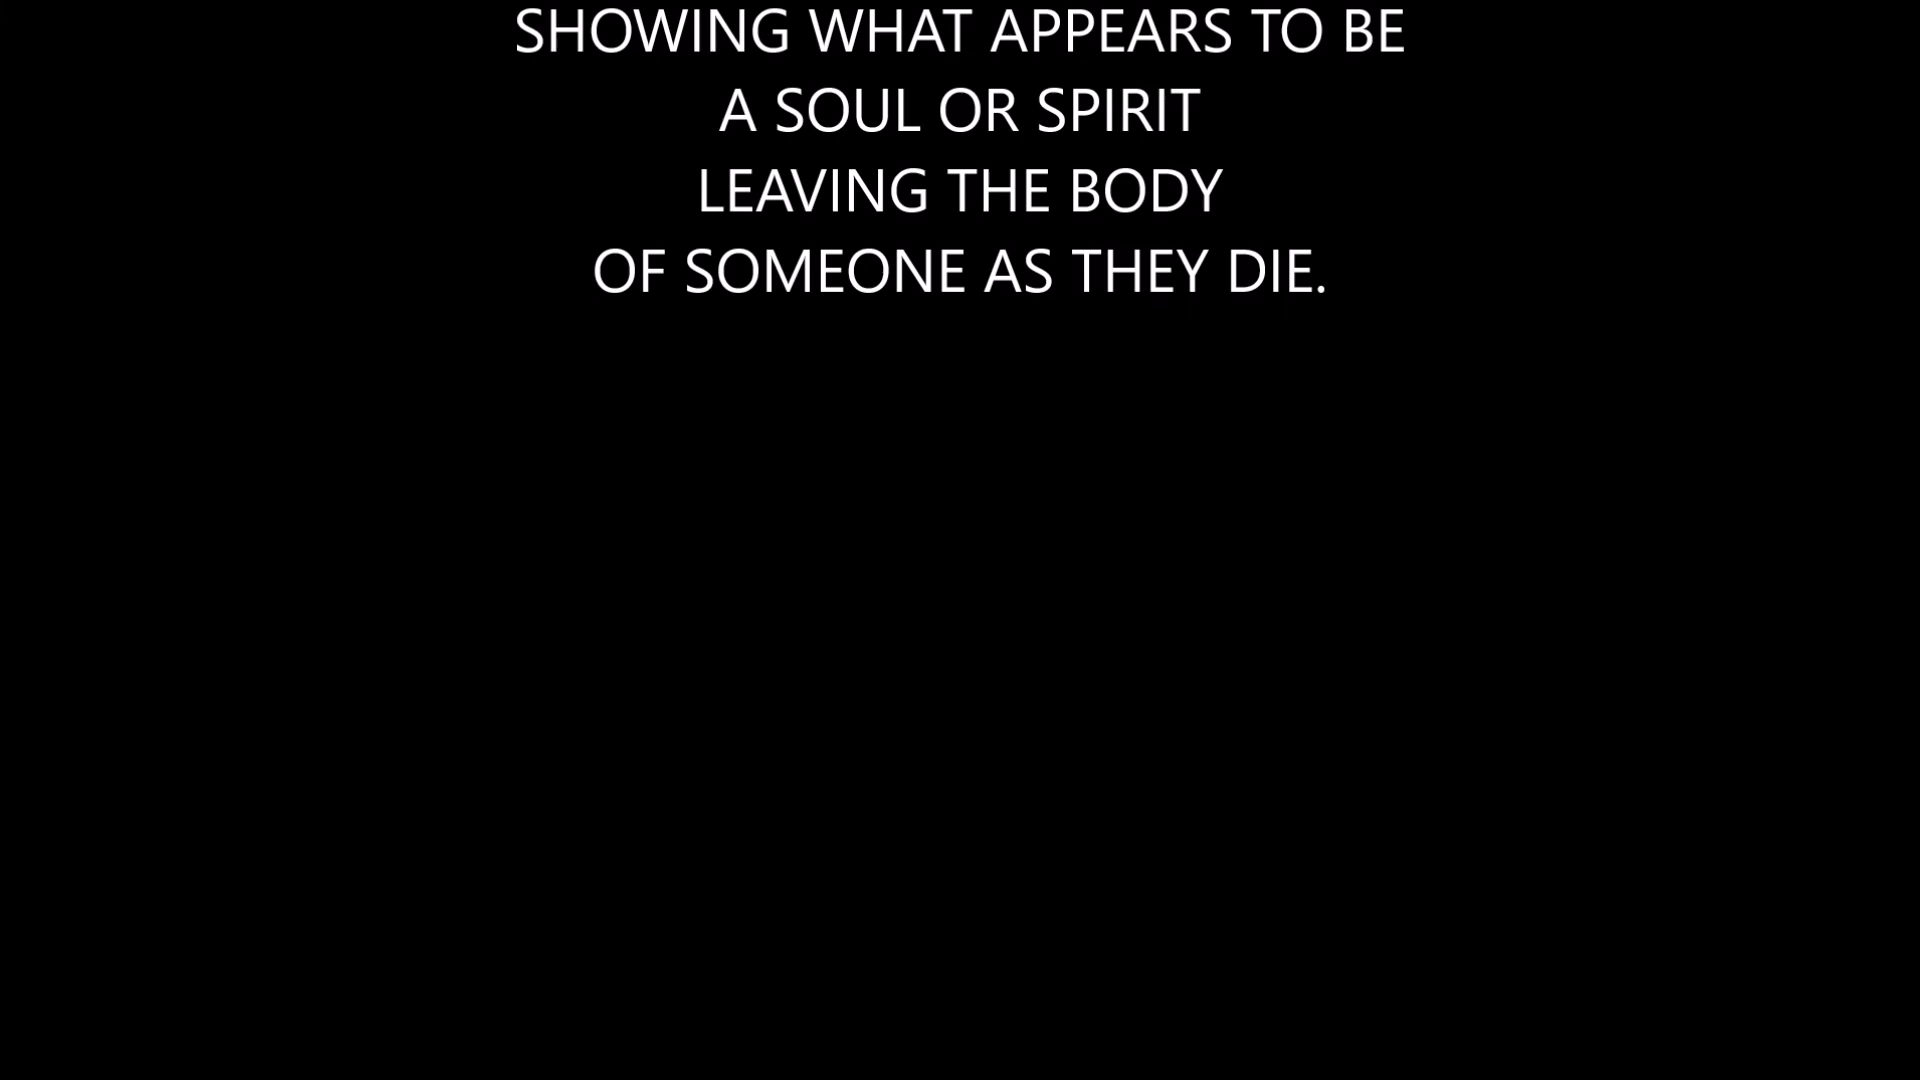 SHOWING WHAT APPEARS TO BE
A SOUL OR SPIRIT
LEAVING THE BODY
OF SOMEONE AS THEY DIE.